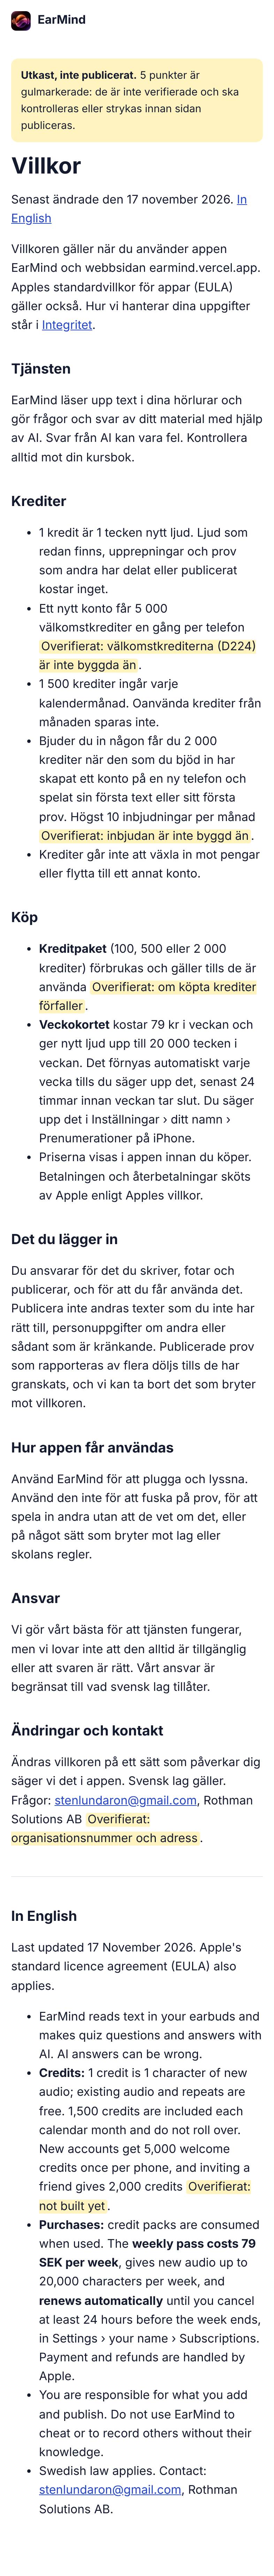 EarMind
Utkast, inte publicerat. 5 punkter är
gulmarkerade: de är inte verifierade och ska
kontrolleras eller strykas innan sidan
publiceras.
Villkor
Senast ändrade den 17 november 2026. In
English
Villkoren gäller när du använder appen
EarMind och webbsidan earmind.vercel.app.
Apples standardvillkor för appar (EULA)
gäller också. Hur vi hanterar dina uppgifter
står i Integritet.
Tjänsten
EarMind läser upp text i dina hörlurar och
gör frågor och svar av ditt material med hjälp
av AI. Svar från AI kan vara fel. Kontrollera
alltid mot din kursbok.
Krediter
• 1 kredit är 1 tecken nytt ljud. Ljud som
redan finns, upprepningar och prov
som andra har delat eller publicerat
kostar inget.
• Ett nytt konto får 5 000
välkomstkrediter en gång per telefon
Overifierat: välkomstkrediterna (D224)
är inte byggda än.
• 1 500 krediter ingår varje
kalendermånad. Oanvända krediter från
månaden sparas inte.
• Bjuder du in någon får du 2 000
krediter när den som du bjöd in har
skapat ett konto på en ny telefon och
spelat sin första text eller sitt första
prov. Högst 10 inbjudningar per månad
Overifierat: inbjudan är inte byggd än.
• Krediter går inte att växla in mot pengar
eller flytta till ett annat konto.
Köp
• Kreditpaket (100, 500 eller 2 000
krediter) förbrukas och gäller tills de är
använda Overifierat: om köpta krediter
förfaller.
• Veckokortet kostar 79 kr i veckan och
ger nytt ljud upp till 20 000 tecken i
veckan. Det förnyas automatiskt varje
vecka tills du säger upp det, senast 24
timmar innan veckan tar slut. Du säger
upp det i Inställningar › ditt namn ›
Prenumerationer på iPhone.
• Priserna visas i appen innan du köper.
Betalningen och återbetalningar sköts
av Apple enligt Apples villkor.
Det du lägger in
Du ansvarar för det du skriver, fotar och
publicerar, och för att du får använda det.
Publicera inte andras texter som du inte har
rätt till, personuppgifter om andra eller
sådant som är kränkande. Publicerade prov
som rapporteras av flera döljs tills de har
granskats, och vi kan ta bort det som bryter
mot villkoren.
Hur appen får användas
Använd EarMind för att plugga och lyssna.
Använd den inte för att fuska på prov, för att
spela in andra utan att de vet om det, eller
på något sätt som bryter mot lag eller
skolans regler.
Ansvar
Vi gör vårt bästa för att tjänsten fungerar,
men vi lovar inte att den alltid är tillgänglig
eller att svaren är rätt. Vårt ansvar är
begränsat till vad svensk lag tillåter.
Ändringar och kontakt
Ändras villkoren på ett sätt som påverkar dig
säger vi det i appen. Svensk lag gäller.
Frågor: stenlundaron@gmail.com, Rothman
Solutions AB Overifierat:
organisationsnummer och adress.
In English
Last updated 17 November 2026. Apple's
standard licence agreement (EULA) also
applies.
• EarMind reads text in your earbuds and
makes quiz questions and answers with
AI. AI answers can be wrong.
• Credits: 1 credit is 1 character of new
audio; existing audio and repeats are
free. 1,500 credits are included each
calendar month and do not roll over.
New accounts get 5,000 welcome
credits once per phone, and inviting a
friend gives 2,000 credits Overifierat:
not built yet.
• Purchases: credit packs are consumed
when used. The weekly pass costs 79
SEK per week, gives new audio up to
20,000 characters per week, and
renews automatically until you cancel
at least 24 hours before the week ends,
in Settings › your name › Subscriptions.
Payment and refunds are handled by
Apple.
• You are responsible for what you add
and publish. Do not use EarMind to
cheat or to record others without their
knowledge.
• Swedish law applies. Contact:
stenlundaron@gmail.com, Rothman
Solutions AB.